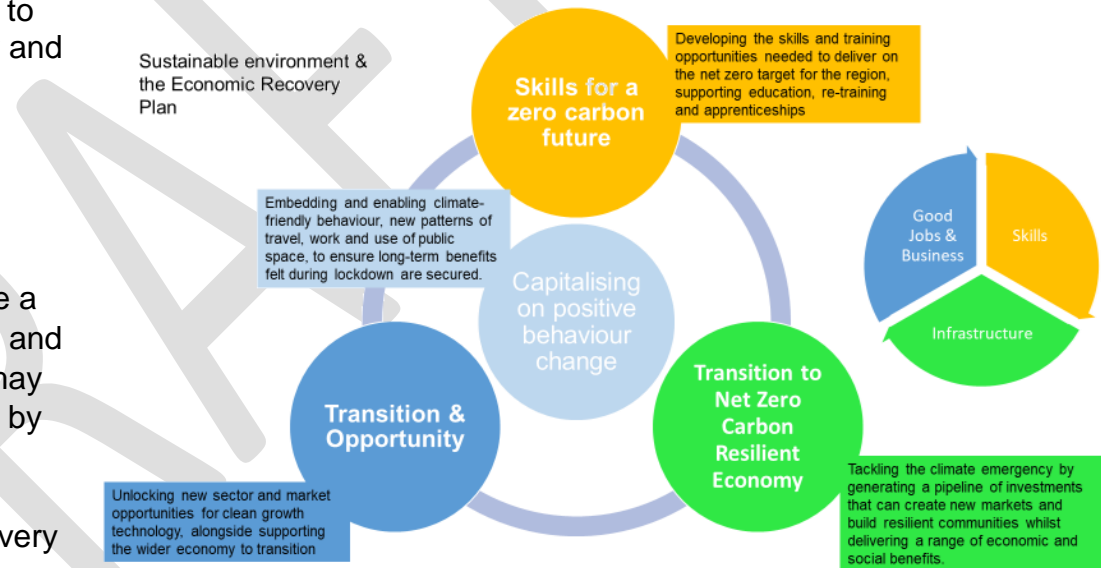 to
and
e a
and
nay
by
very
Sustainable environment &
the Economic Recovery
Plan
Skills for a
zero carbon
future
Developing the skills and training
opportunities needed to deliver on
the net zero target for the region,
supporting education, re-training
and apprenticeships
Embedding and enabling climate-
friendly behaviour, new patterns of
travel, work and use of public
space, to ensure long-term benefits
felt during lockdown are secured.
Capitalising
on positive
behaviour
change
Good
Jobs &
Business
Skills
Infrastructure
Transition &
Opportunity
Transition to
Net Zero
Carbon
Resilient
Economy
Unlocking new sector and market
opportunities for clean growth
technology, alongside supporting
the wider economy to transition
Tackling the climate emergency by
generating a pipeline of investments
that can create new markets and
build resilient communities whilst
delivering a range of economic and
social benefits.